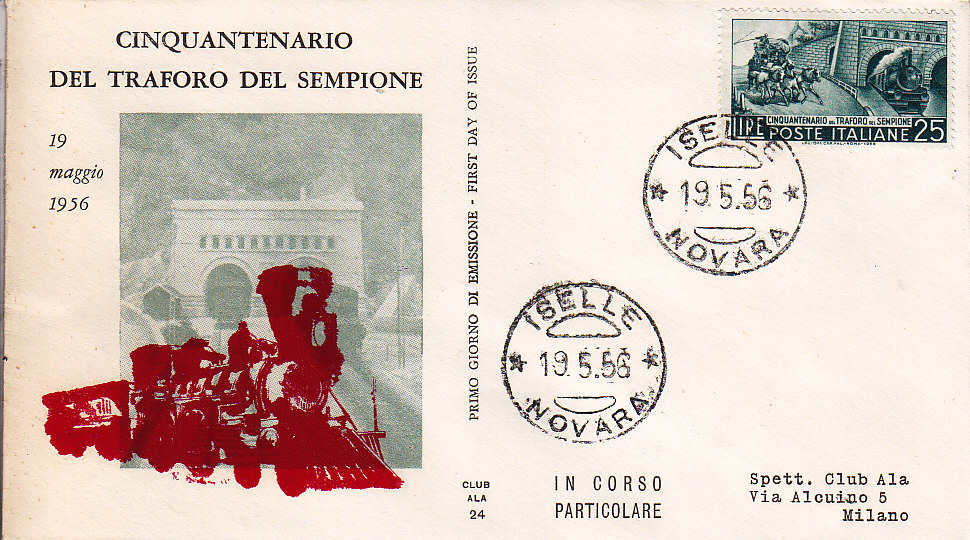 CINQUANTENARIO
DEL TRAFORO DEL SEMPIONE
19
maggio
1956
PRIMO GIORNO DI EMISSIONE - FIRST DAY OF ISSUE
CINQUANTENARIO DEL TRAFORO DEL SEMPIONE
LIRE POSTE ITALIANE 25
ISELLE
19.5.56
NOVARA
ISELLE
19.5.56
NOVARA
CLUB
ALA
24
IN CORSO
PARTICOLARE
Spett. Club Ala
Via Alcuino 5
Milano